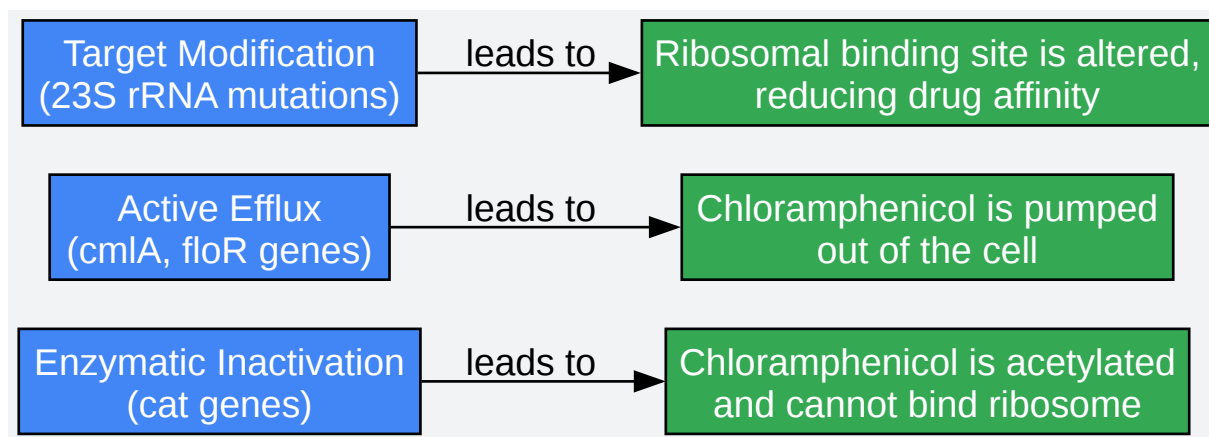 Target Modification
(23S rRNA mutations)
leads to
Ribosomal binding site is altered,
reducing drug affinity
Active Efflux
(cmlA, floR genes)
leads to
Chloramphenicol is pumped
out of the cell
Enzymatic Inactivation
(cat genes)
leads to
Chloramphenicol is acetylated
and cannot bind ribosome